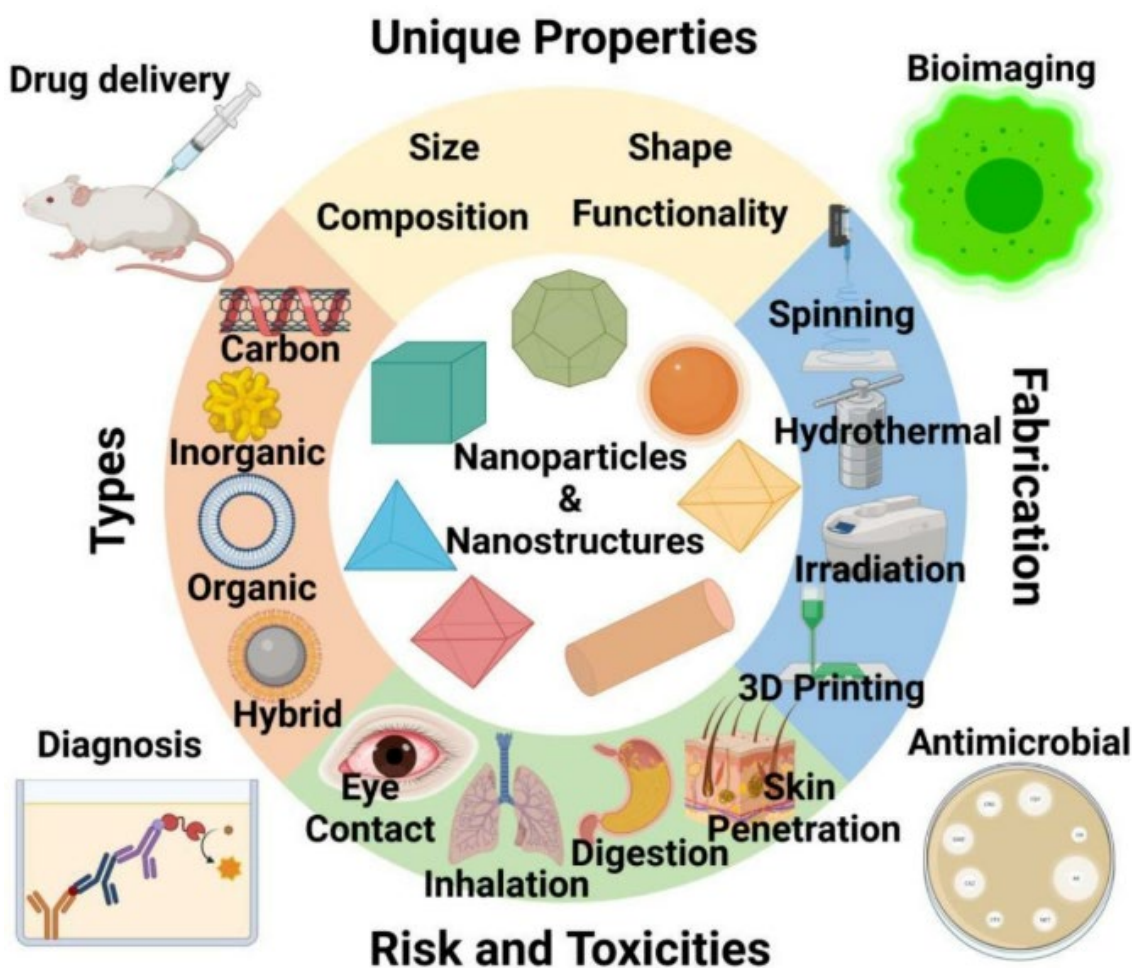 Unique Properties
Drug delivery
Bioimaging
Size
Shape
Composition
Functionality
Spinning
Carbon
Hydrothermal
Inorganic
Nanoparticles
&
Nanostructures
Types
Fabrication
Irradiation
Organic
3D Printing
Hybrid
Diagnosis
Antimicrobial
Eye
Contact
Skin
Penetration
Digestion
Inhalation
Risk and Toxicities